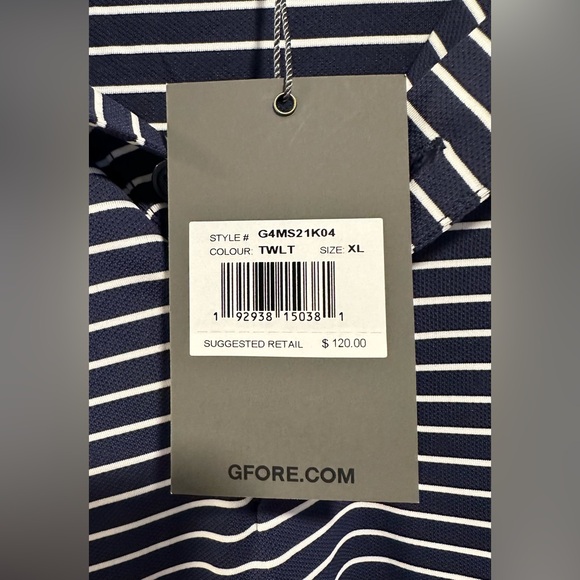 STYLE # G4MS21K04
COLOUR: TWLT SIZE: XL
1 92938 15038 1
SUGGESTED RETAIL $ 120.00
GFORE.COM